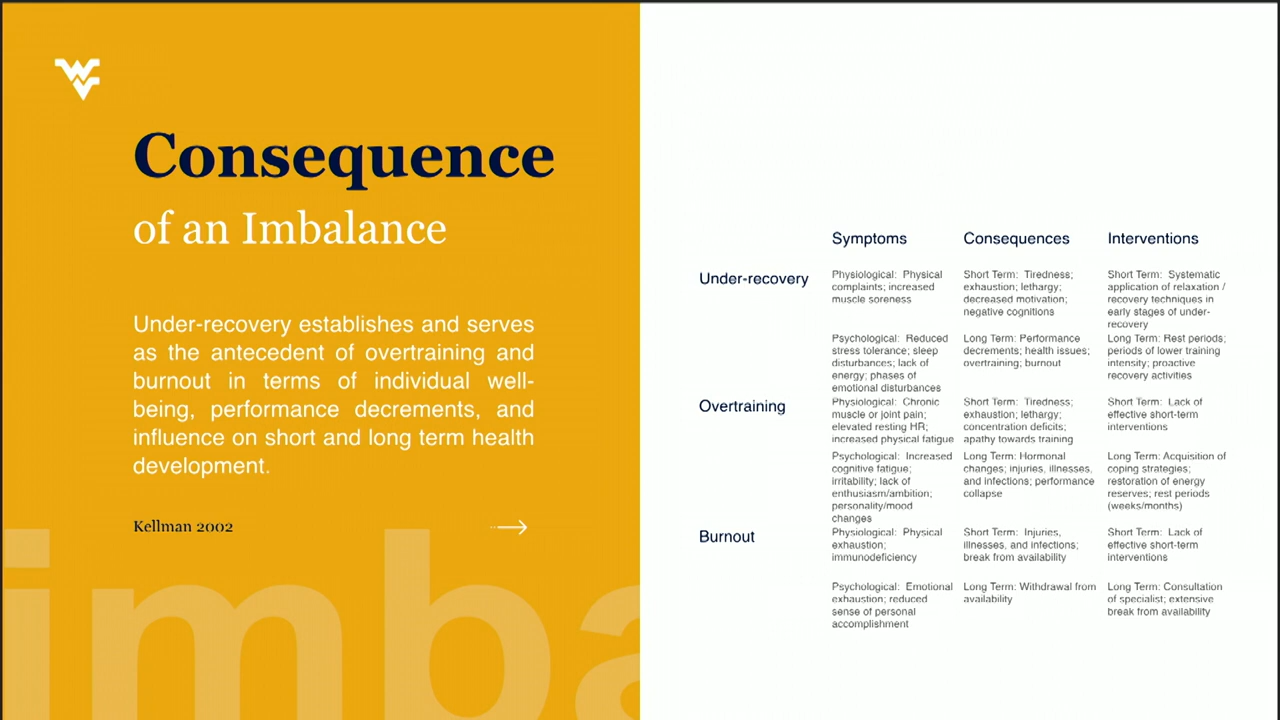 Consequence
of an Imbalance
Under-recovery establishes and serves
as the antecedent of overtraining and
burnout in terms of individual well-
being, performance decrements, and
influence on short and long term health
development.
Kellman 2002
imba
Symptoms Consequences Interventions
Under-recovery
Physiological: Physical
complaints; increased
muscle soreness
Short Term: Tiredness;
exhaustion; lethargy;
decreased motivation;
negative cognitions
Short Term: Systematic
application of relaxation /
recovery techniques in
early stages of under-
recovery
Psychological: Reduced
stress tolerance; sleep
disturbances; lack of
energy; phases of
emotional disturbances
Long Term: Performance
decrements; health issues;
overtraining; burnout
Long Term: Rest periods;
periods of lower training
intensity; proactive
recovery activities
Overtraining
Physiological: Chronic
muscle or joint pain;
elevated resting HR;
increased physical fatigue
Short Term: Tiredness;
exhaustion; lethargy;
concentration deficits;
apathy towards training
Short Term: Lack of
effective short-term
interventions
Psychological: Increased
cognitive fatigue;
irritability; lack of
enthusiasm/ambition;
personality/mood
changes
Long Term: Hormonal
changes; injuries, illnesses,
and infections; performance
collapse
Long Term: Acquisition of
coping strategies;
restoration of energy
reserves; rest periods
(weeks/months)
Burnout
Physiological: Physical
exhaustion;
immunodeficiency
Short Term: Injuries,
illnesses, and infections;
break from availability
Short Term: Lack of
effective short-term
interventions
Psychological: Emotional
exhaustion; reduced
sense of personal
accomplishment
Long Term: Withdrawal from
availability
Long Term: Consultation
of specialist; extensive
break from availability